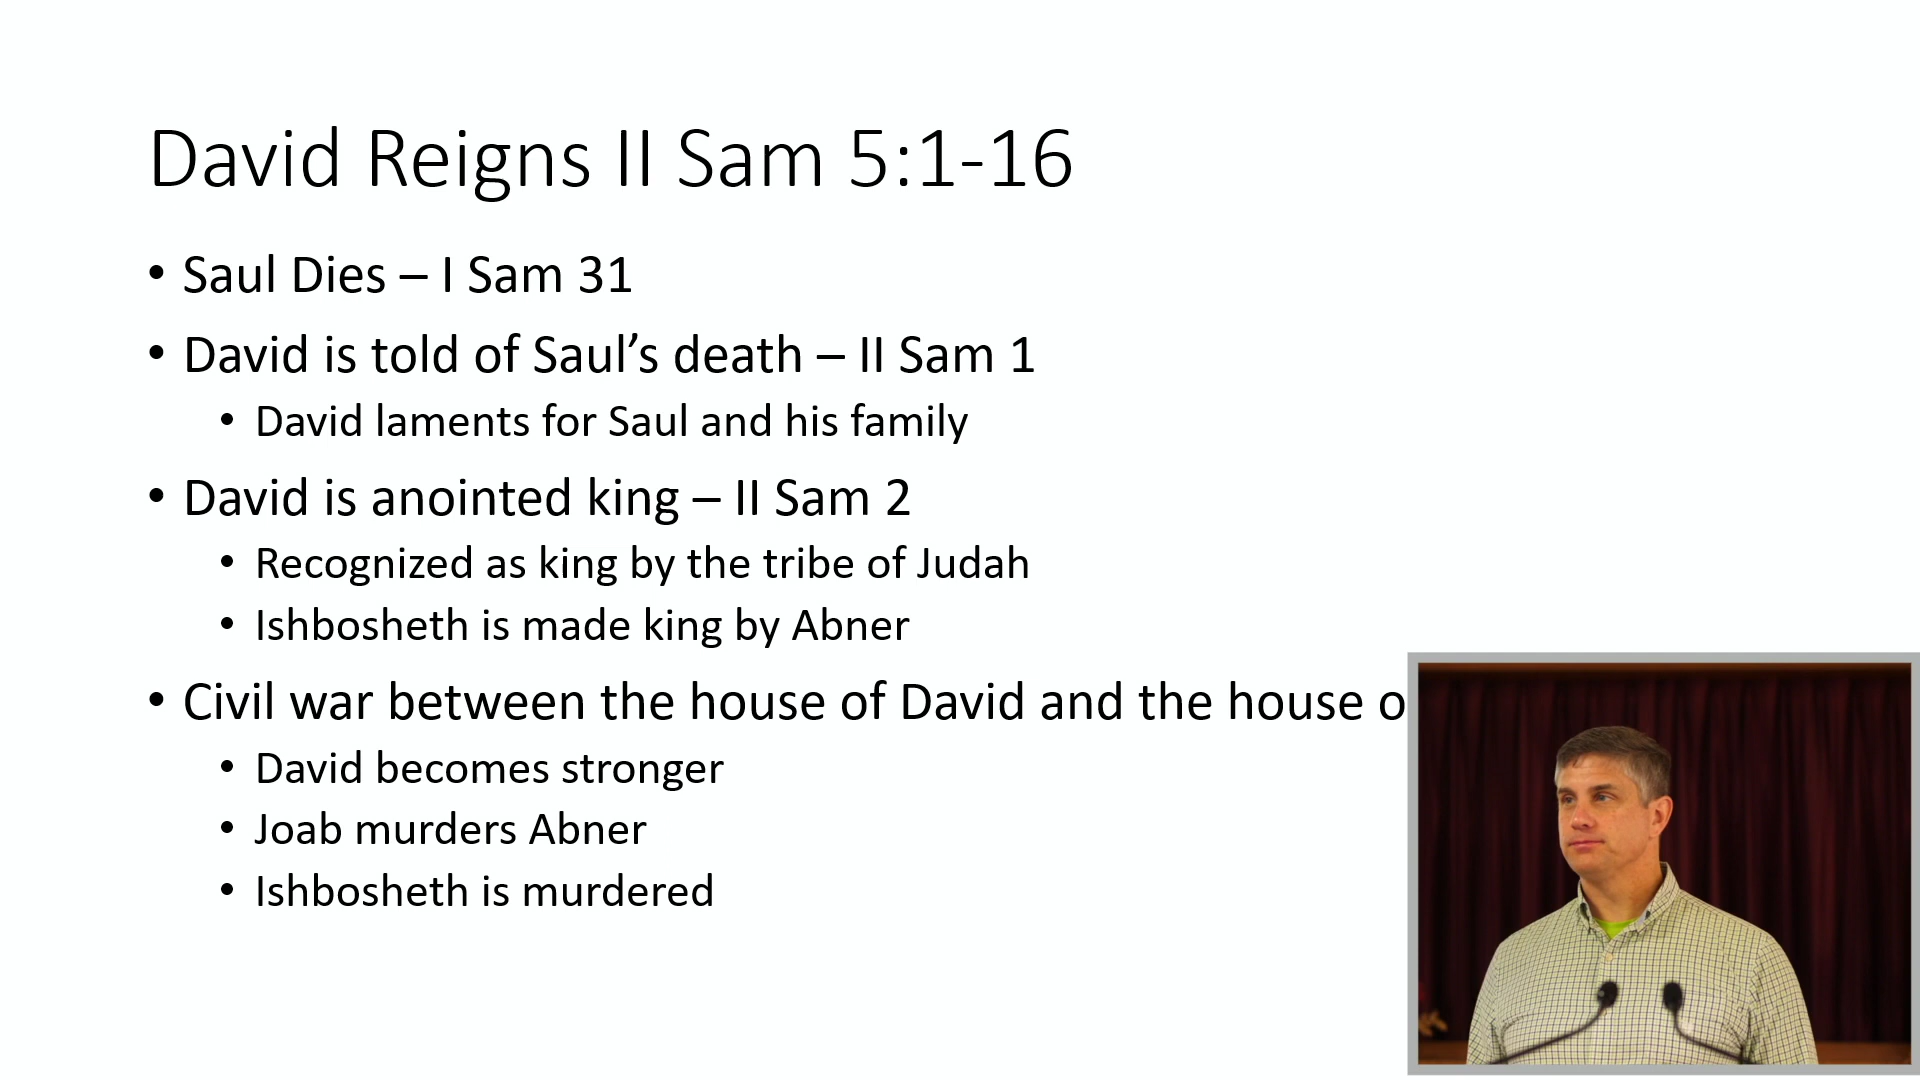 David Reigns II Sam 5:1-16
• Saul Dies – I Sam 31
• David is told of Saul’s death – II Sam 1
• David laments for Saul and his family
• David is anointed king – II Sam 2
• Recognized as king by the tribe of Judah
• Ishbosheth is made king by Abner
• Civil war between the house of David and the house
• David becomes stronger
• Joab murders Abner
• Ishbosheth is murdered